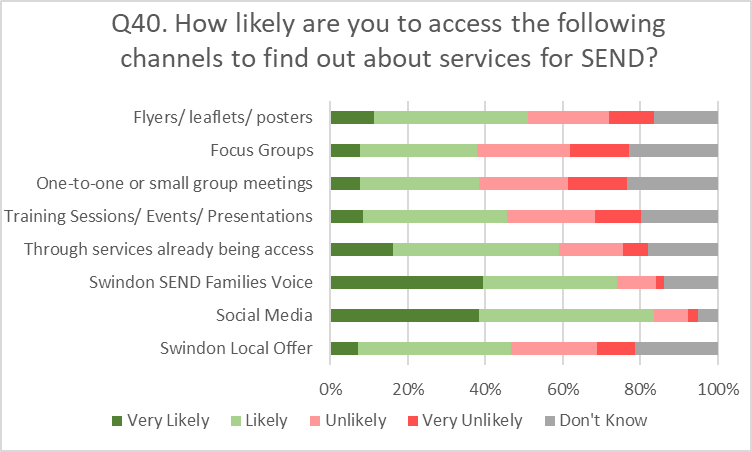 Q40. How likely are you to access the following
channels to find out about services for SEND?
Flyers/ leaflets/ posters
Focus Groups
One-to-one or small group meetings
Training Sessions/ Events/ Presentations
Through services already being access
Swindon SEND Families Voice
Social Media
Swindon Local Offer
0% 20% 40% 60% 80% 100%
Very Likely Likely Unlikely Very Unlikely Don't Know